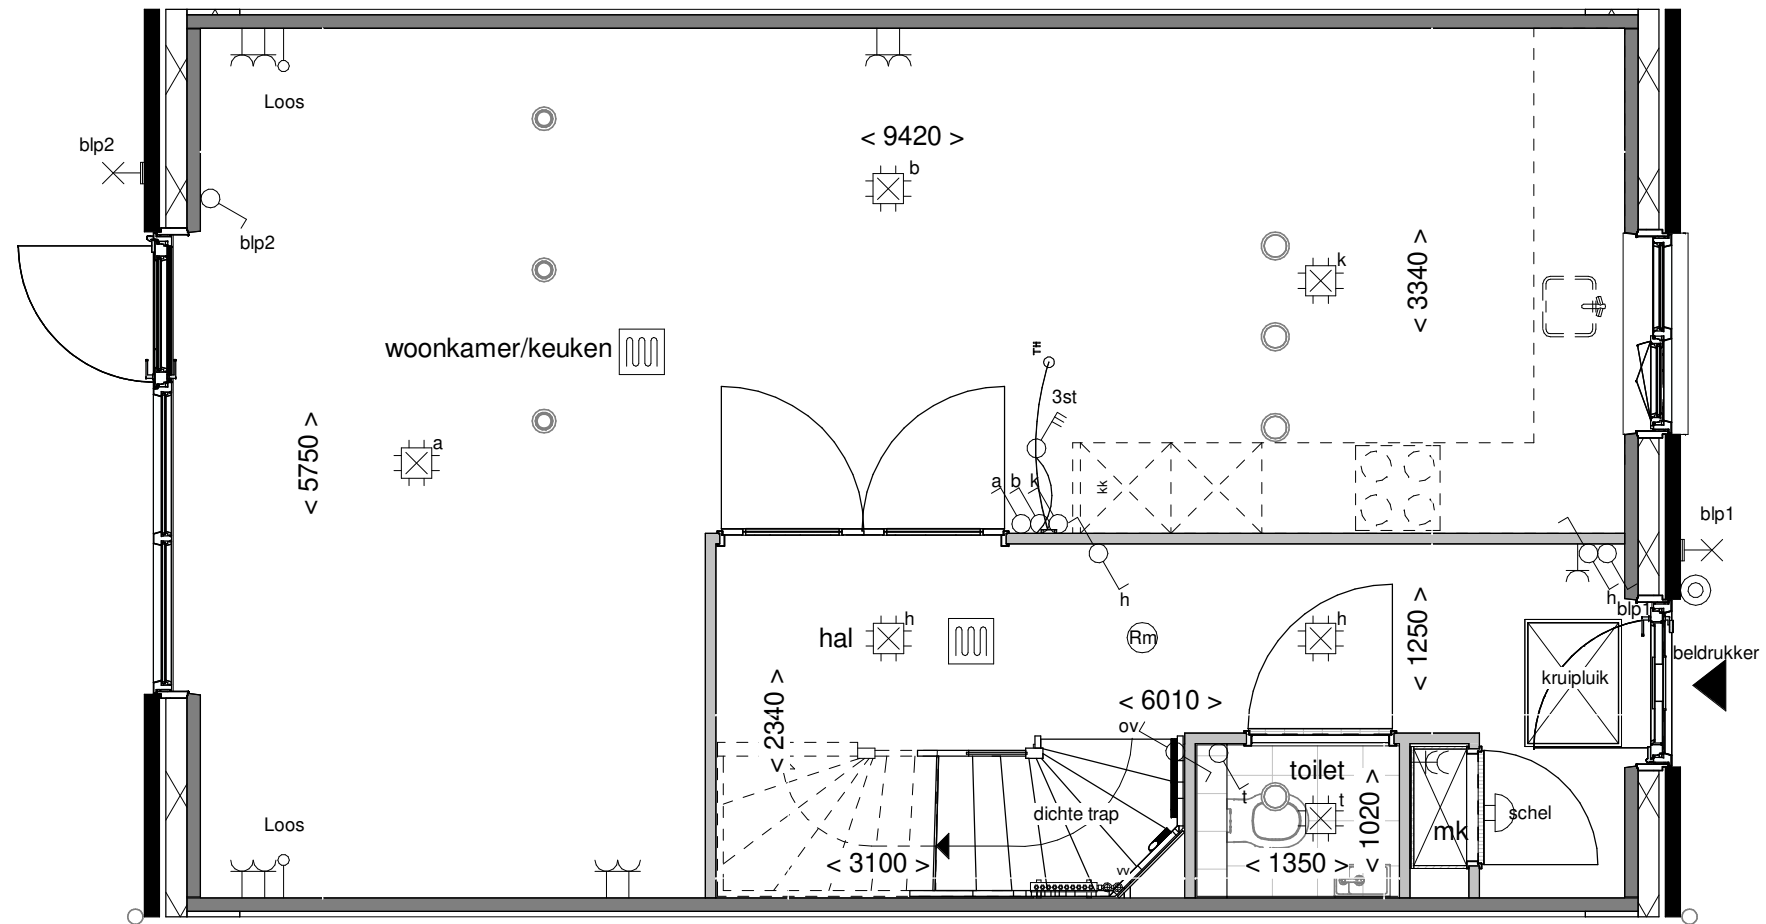 Loos
blp2
< 9420 >
b
blp2
k
< 3340 >
woonkamer/keuken
TH
3st
a
< 5750 >
a b k
kk
blp1
h
h
blp1
hal
h
Rm
h
< 1250 >
beldrukker
kruipluik
< 2340 >
< 6010 >
ov
toilet
t
t
< 1020 >
Loos
dichte trap
schel
mk
< 3100 >
vv
< 1350 >